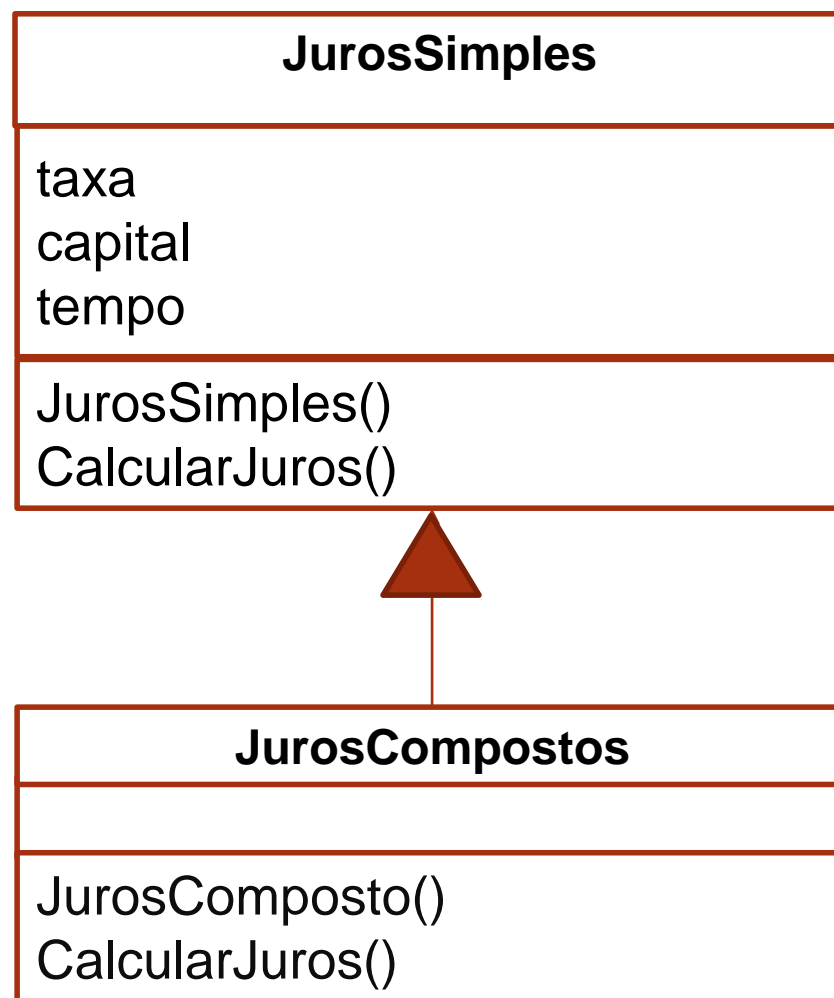 JurosSimples
taxa
capital
tempo
JurosSimples()
CalcularJuros()
JurosCompostos
JurosComposto()
CalcularJuros()